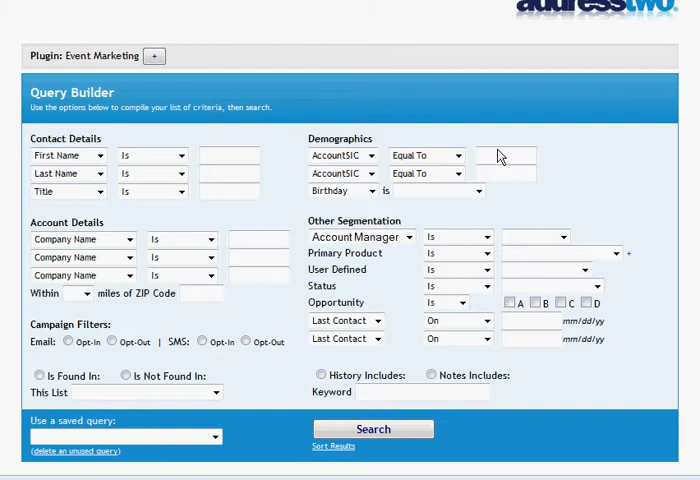 addresstwo.
Plugin: Event Marketing +
Query Builder
Use the options below to compile your list of criteria, then search.
Contact Details
First Name Is
Last Name Is
Title Is
Account Details
Company Name Is
Company Name Is
Company Name Is
Within miles of ZIP Code
Campaign Filters:
Email: Opt-In Opt-Out | SMS: Opt-In Opt-Out
Is Found In: Is Not Found In:
This List
Use a saved query:
(delete an unused query)
Demographics
AccountSIC Equal To
AccountSIC Equal To
Birthday is
Other Segmentation
Account Manager Is
Primary Product Is +
User Defined Is
Status Is
Opportunity Is A B C D
Last Contact On mm/dd/yy
Last Contact On mm/dd/yy
History Includes: Notes Includes:
Keyword
Search
Sort Results